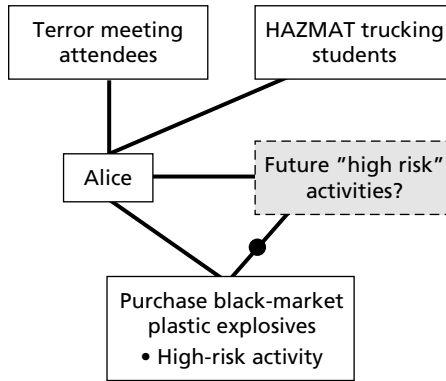 Terror meeting
attendees
HAZMAT trucking
students
Alice
Future “high risk”
activities?
Purchase black-market
plastic explosives
• High-risk activity